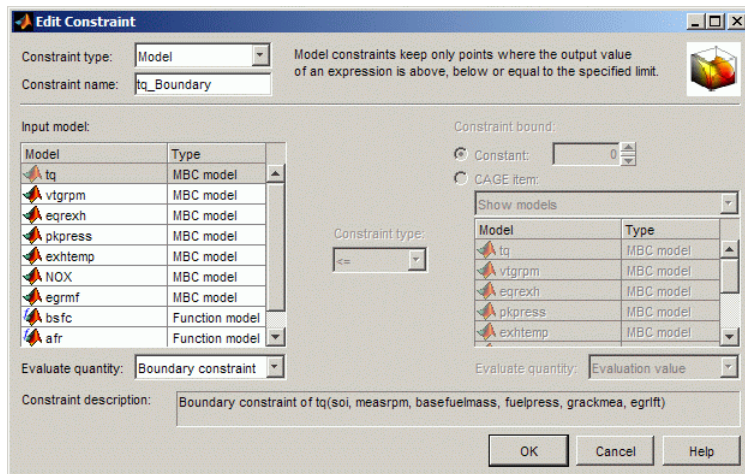 Edit Constraint
Constraint type: Model
Model constraints keep only points where the output value
of an expression is above, below or equal to the specified limit.
Constraint name: tq_Boundary
Input model:
Model Type
tq MBC model
vtgrpm MBC model
eqrexh MBC model
pkpress MBC model
exhtemp MBC model
NOX MBC model
egrmf MBC model
bsfc Function model
afr Function model
Evaluate quantity: Boundary constraint
Constraint type:
<=
Constraint bound:
Constant: 0
CAGE item:
Show models
Model Type
tq MBC model
vtgrpm MBC model
eqrexh MBC model
pkpress MBC model
exhtemp MBC model
Evaluate quantity: Evaluation value
Constraint description: Boundary constraint of tq(soi, measrpm, basefuelmass, fuelpress, grackmea, egrlft)
OK Cancel Help